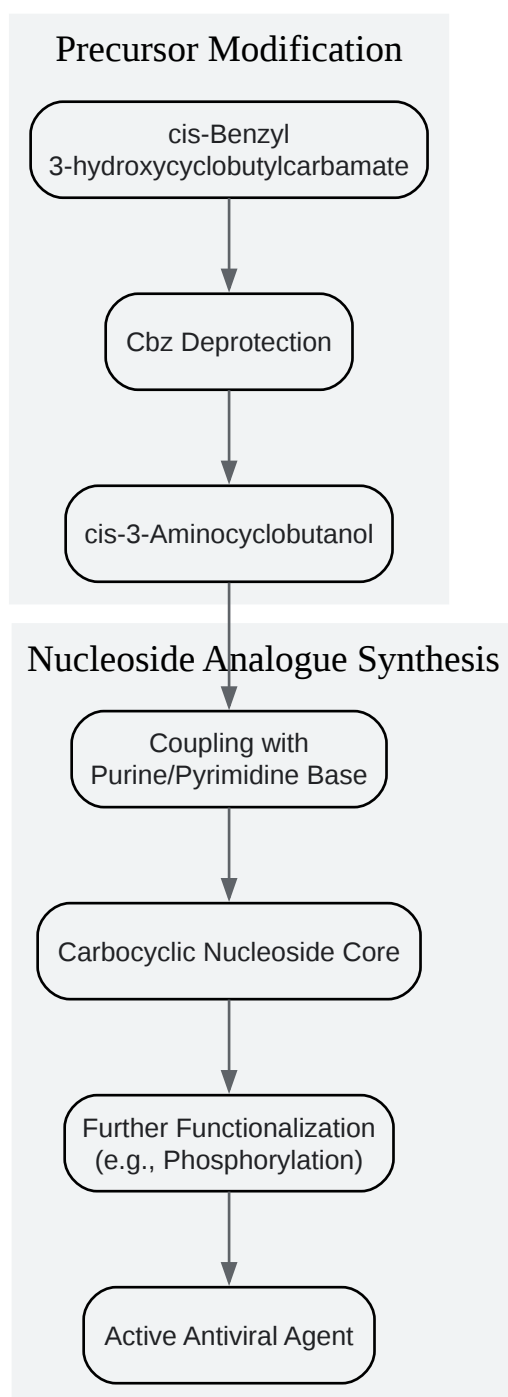 Precursor Modification
cis-Benzyl
3-hydroxycyclobutylcarbamate
Cbz Deprotection
cis-3-Aminocyclobutanol
Nucleoside Analogue Synthesis
Coupling with
Purine/Pyrimidine Base
Carbocyclic Nucleoside Core
Further Functionalization
(e.g., Phosphorylation)
Active Antiviral Agent